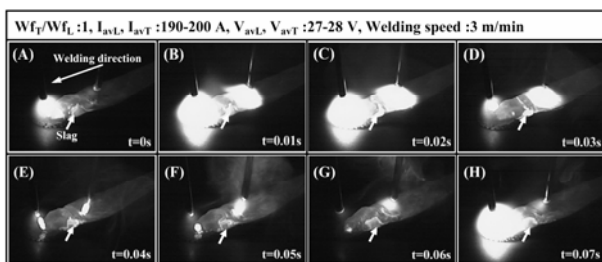 Wf_T/Wf_L :1, I_avL, I_avT :190-200 A, V_avL, V_avT :27-28 V, Welding speed :3 m/min
(A) Welding direction Slag t=0s
(B) t=0.01s
(C) t=0.02s
(D) t=0.03s
(E) t=0.04s
(F) t=0.05s
(G) t=0.06s
(H) t=0.07s